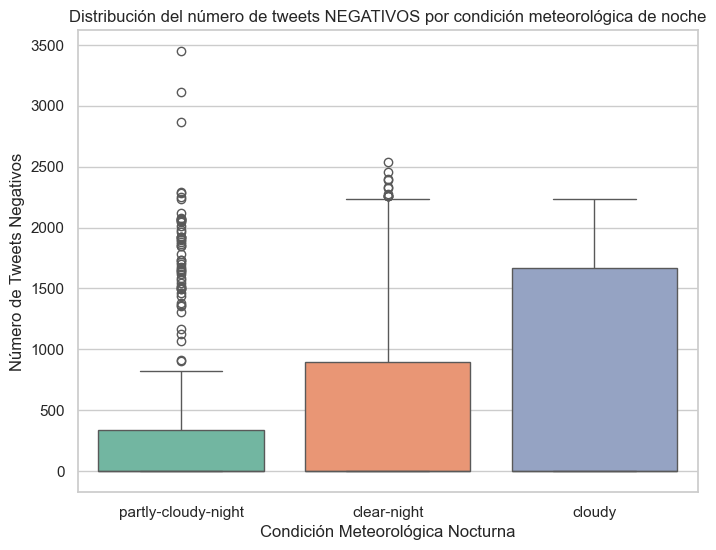 Distribución del número de tweets NEGATIVOS por condición meteorológica de noche
Número de Tweets Negativos
3500
3000
2500
2000
1500
1000
500
0
partly-cloudy-night
clear-night
cloudy
Condición Meteorológica Nocturna